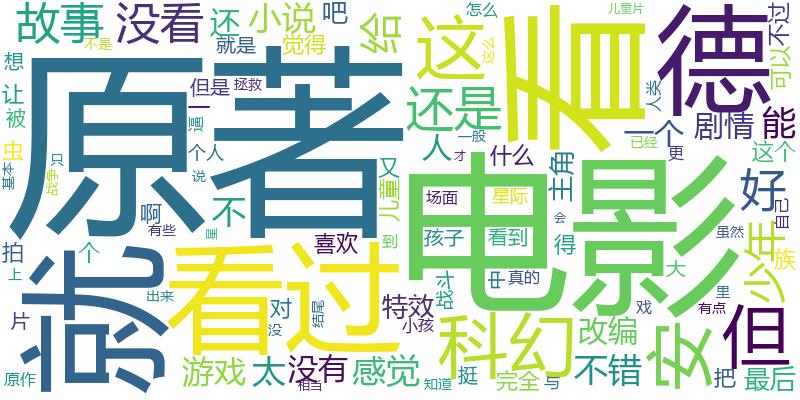 故事
没看
还
小说
吧
给
这
看
德
怎么
儿童片
不过
可以
想
就是
觉得
不是
这么
让
但是
拯救
一
还是
人类
被
逼
原著
电影
人
一般
一个
剧情
能
已经
更
虫
个人
又
什么
才
这个
基本
战争
只
说
不
儿童
场面
星际
主角
好
自己
啊
有些
星
到
孩子
看到
得
会
虽然
少年
族
拍
上
个
喜欢
就
看过
战斗
中
真的
大
里
片
出来
对
没
结尾
特效
小孩
科幻
改编
戏
有点
安
但
原作
游戏
太
没有
相当
感觉
知道
挺
完全
与
不错
把
最后